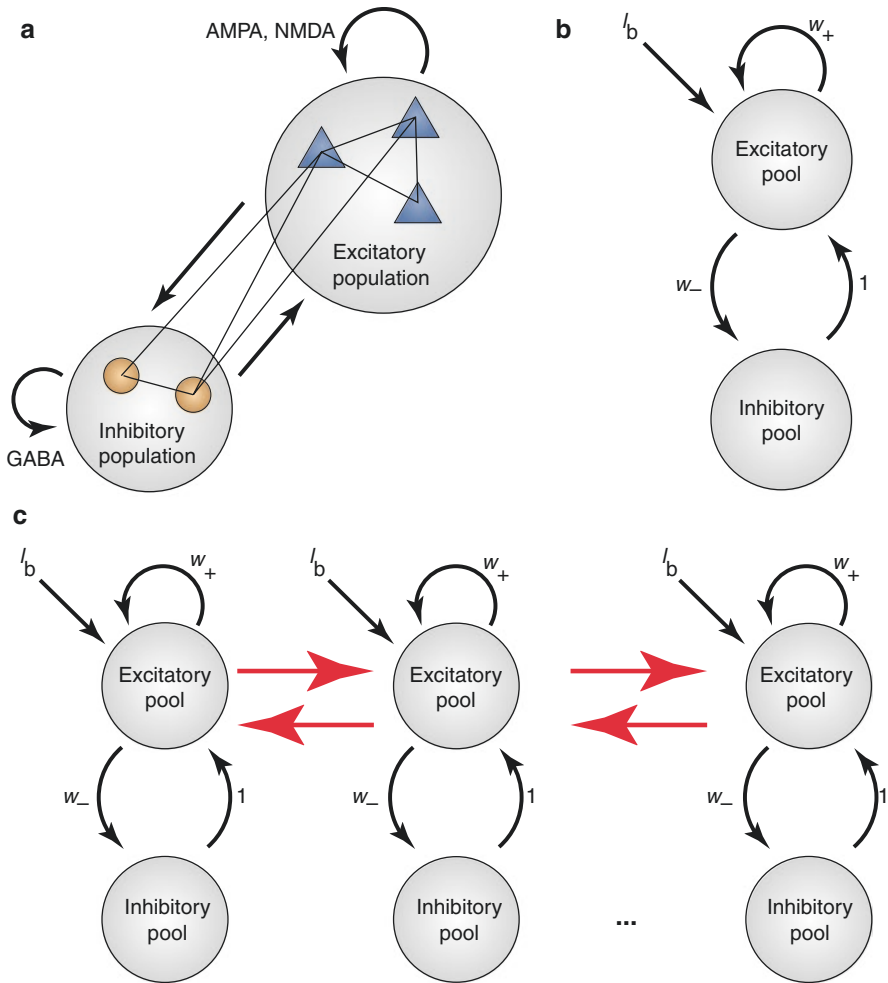 a
AMPA, NMDA
Excitatory
population
Inhibitory
population
GABA
b
I b
w +
Excitatory
pool
w–
1
Inhibitory
pool
c
I b
w +
I b
w +
I b
w +
Excitatory
pool
Excitatory
pool
Excitatory
pool
w–
1
w–
1
w–
1
Inhibitory
pool
Inhibitory
pool
...
Inhibitory
pool